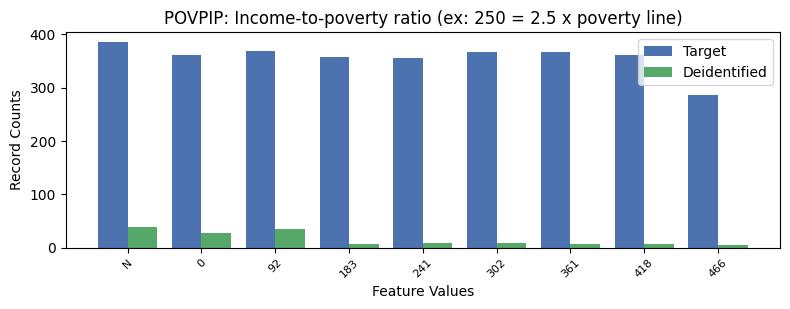 POVPIP: Income-to-poverty ratio (ex: 250 = 2.5 x poverty line)
Record Counts
400
300
200
100
0
Target
Deidentified
N
0
92
183
241
302
361
418
466
Feature Values